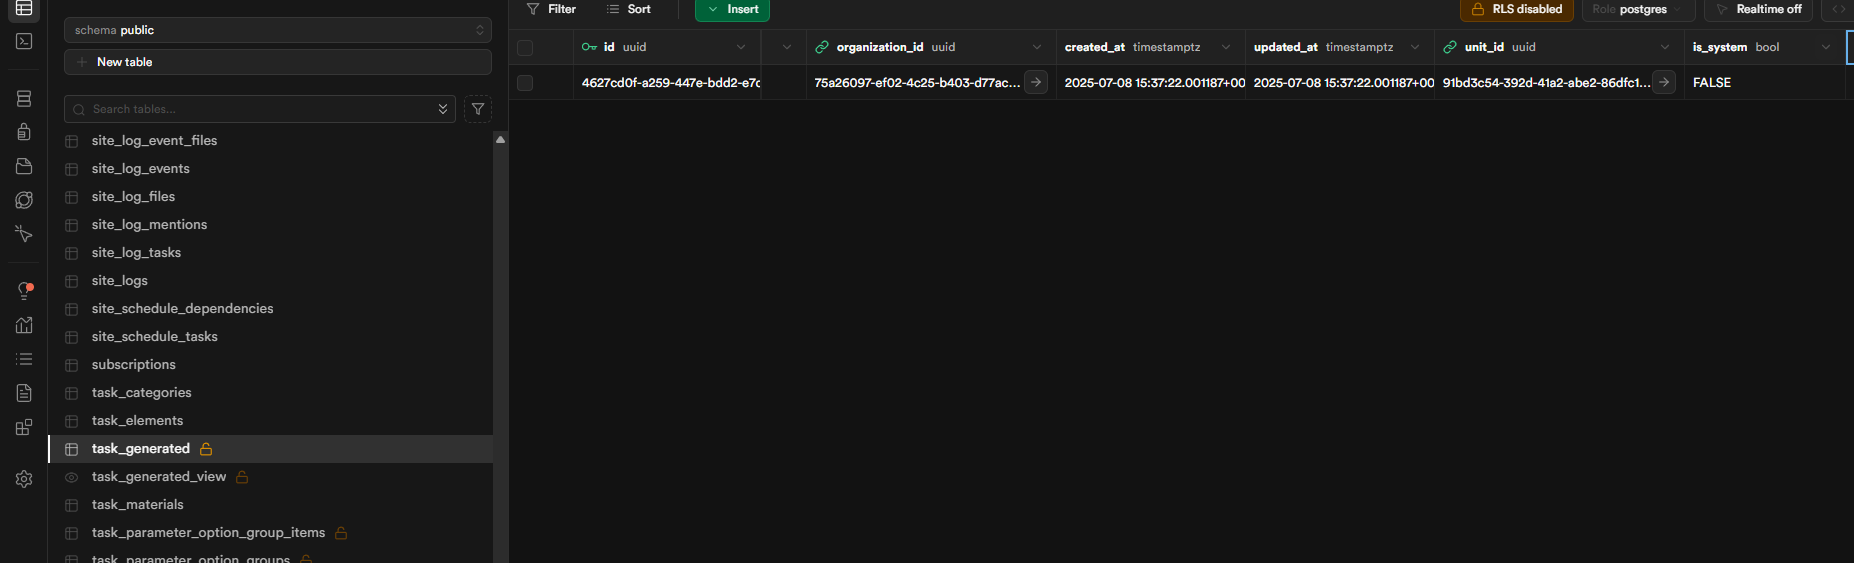 schema public
New table
Search tables...
site_log_event_files
site_log_events
site_log_files
site_log_mentions
site_log_tasks
site_logs
site_schedule_dependencies
site_schedule_tasks
subscriptions
task_categories
task_elements
task_generated
task_generated_view
task_materials
task_parameter_option_group_items
task_parameter_option_groups
Filter Sort Insert RLS disabled Role postgres Realtime off
id uuid organization_id uuid created_at timestamptz updated_at timestamptz unit_id uuid is_system bool
4627cd0f-a259-447e-bdd2-e7c 75a26097-ef02-4c25-b403-d77ac... 2025-07-08 15:37:22.001187+00 2025-07-08 15:37:22.001187+00 91bd3c54-392d-41a2-abe2-86dfc1... FALSE